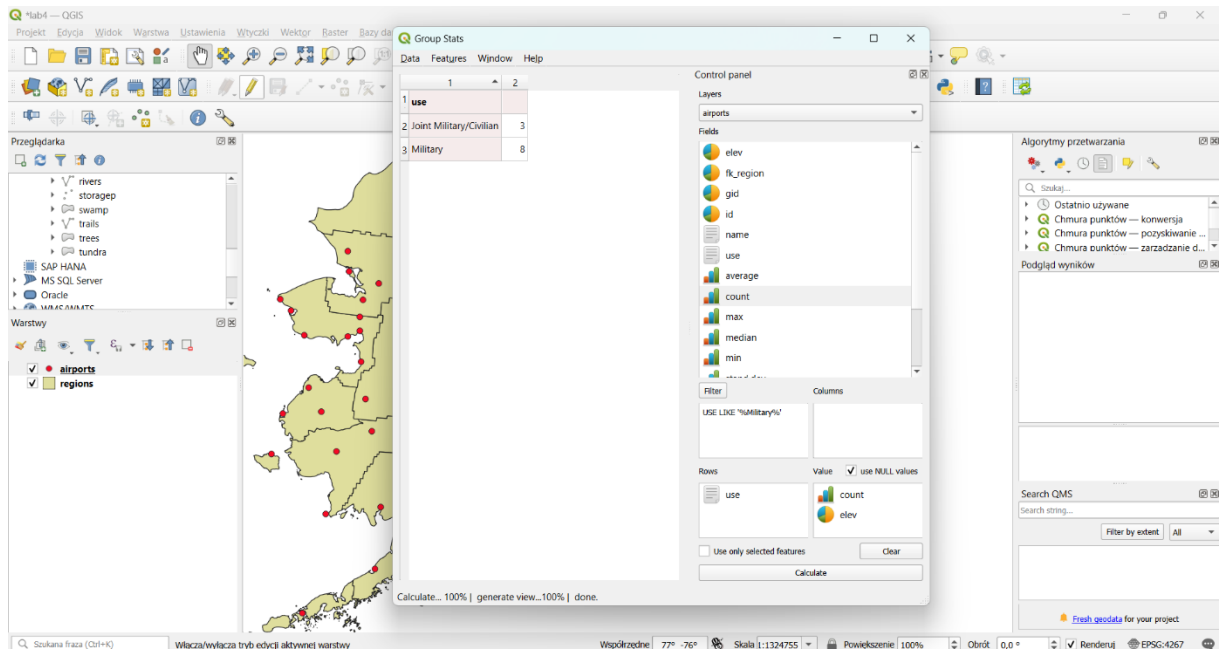 *lab4 — QGIS
Projekt Edycja Widok Warstwa Ustawienia Wtyczki Wektor Raster Bazy da
Przeglądarka
rivers
storagep
swamp
trails
trees
tundra
SAP HANA
MS SQL Server
Oracle
WMS/WMTS
Warstwy
airports
regions
Group Stats
Data Features Window Help
1 2
1 use
2 Joint Military/Civilian 3
3 Military 8
Control panel
Layers
airports
Fields
elev
fk_region
gid
id
name
use
average
count
max
median
min
stand.dev
Filter
Columns
USE LIKE '%Military%'
Rows
Value use NULL values
use
count
elev
Use only selected features
Clear
Calculate
Calculate... 100% | generate view...100% | done.
Algorytmy przetwarzania
Szukaj...
Ostatnio używane
Chmura punktów — konwersja
Chmura punktów — pozyskiwanie ...
Chmura punktów — zarzadzanie d...
Podgląd wyników
Search QMS
Search string...
Filter by extent All
Fresh geodata for your project
Szukana fraza (Ctrl+K)
Włącza/wyłącza tryb edycji aktywnej warstwy
Współrzędne 77° -76° Skala 1:1324755 Powiększenie 100% Obrót 0,0 ° Renderuj EPSG:4267